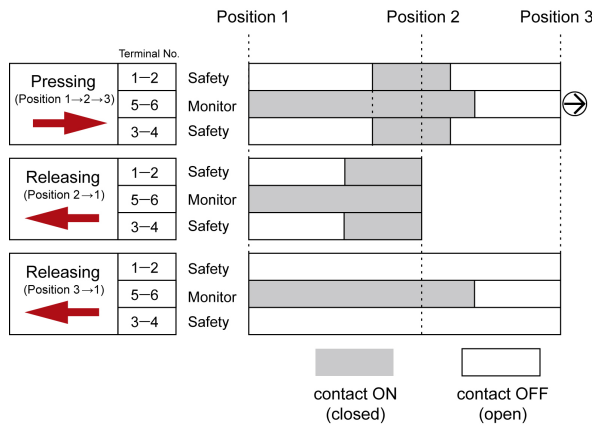 Position 1 Position 2 Position 3
Terminal No.
Pressing
(Position 1→2→3)
1—2 Safety
5—6 Monitor
3—4 Safety
Releasing
(Position 2→1)
1—2 Safety
5—6 Monitor
3—4 Safety
Releasing
(Position 3→1)
1—2 Safety
5—6 Monitor
3—4 Safety
contact ON
(closed)
contact OFF
(open)